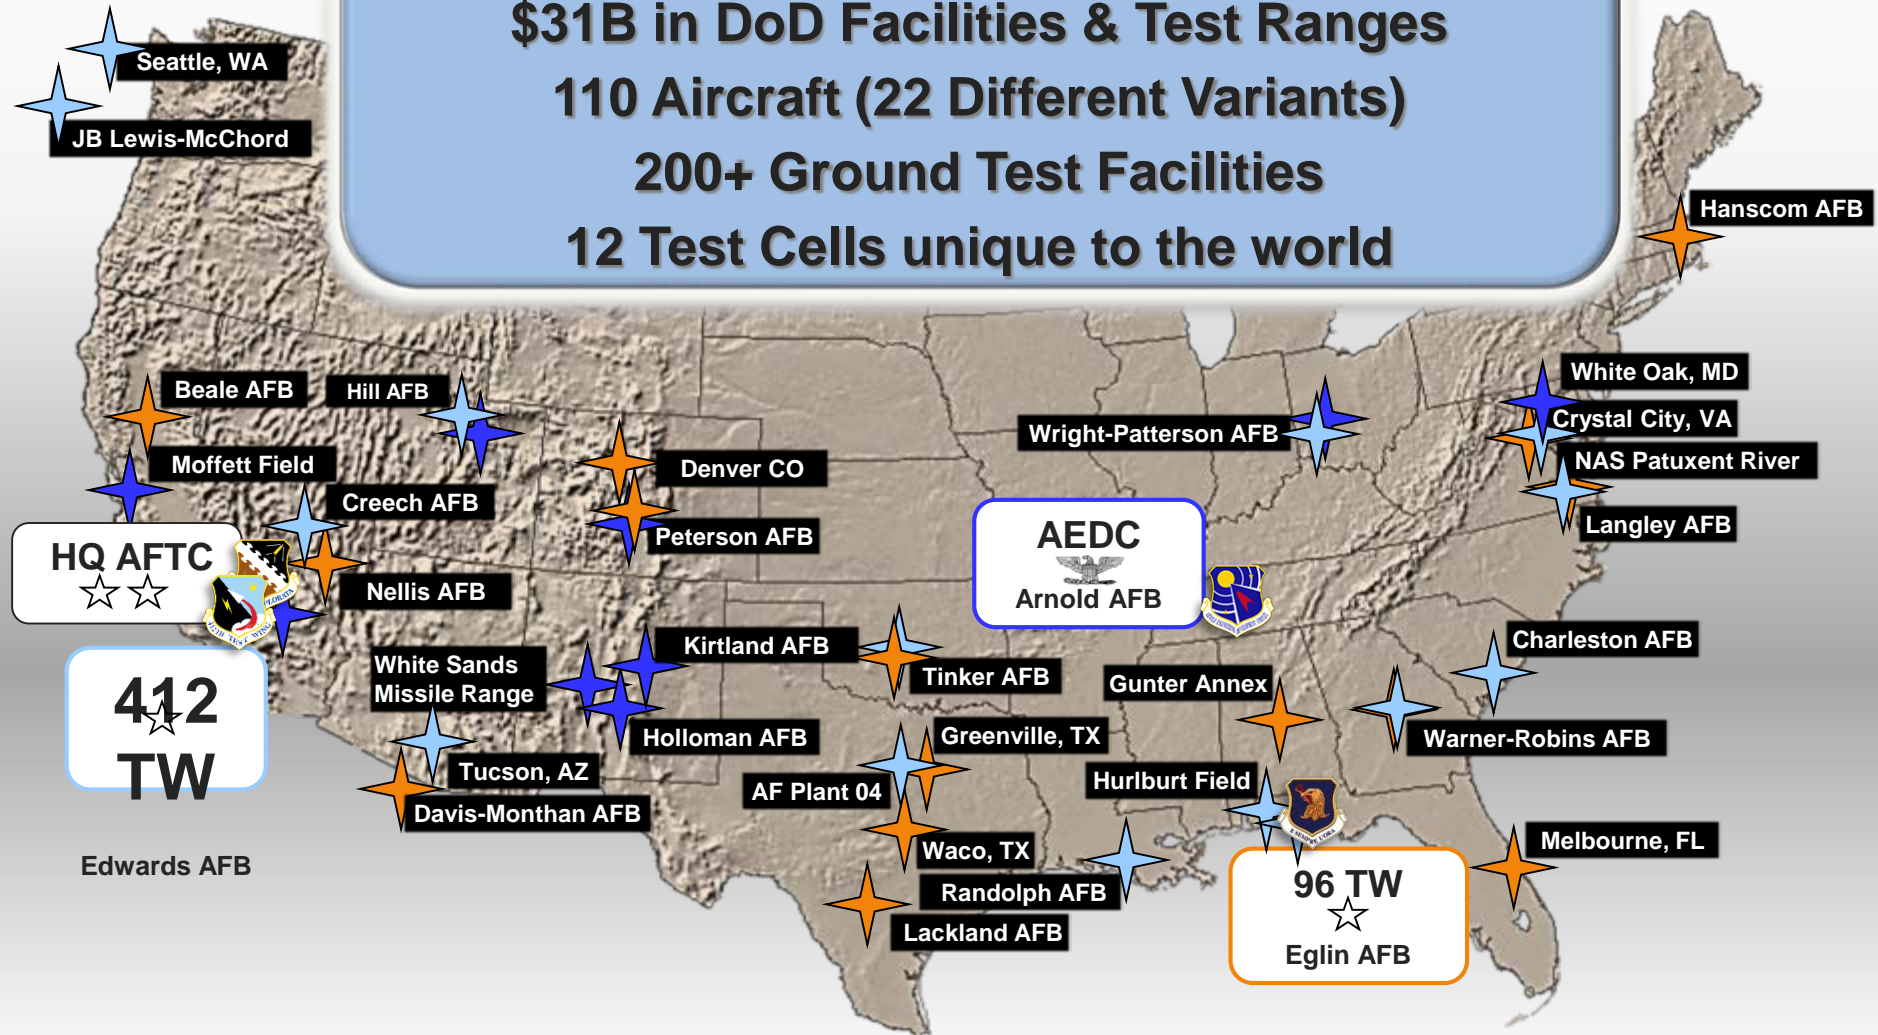 $31B in DoD Facilities & Test Ranges
110 Aircraft (22 Different Variants)
200+ Ground Test Facilities
12 Test Cells unique to the world
Seattle, WA
JB Lewis-McChord
Hanscom AFB
White Oak, MD
Beale AFB
Hill AFB
Crystal City, VA
Wright-Patterson AFB
NAS Patuxent River
Moffett Field
Denver CO
Creech AFB
Langley AFB
Peterson AFB
AEDC
Arnold AFB
HQ AFTC
Nellis AFB
Kirtland AFB
Charleston AFB
White Sands
Missile Range
Tinker AFB
Gunter Annex
412
TW
Edwards AFB
Holloman AFB
Greenville, TX
Warner-Robins AFB
Tucson, AZ
AF Plant 04
Hurlburt Field
Davis-Monthan AFB
Waco, TX
Melbourne, FL
Randolph AFB
Lackland AFB
96 TW
Eglin AFB